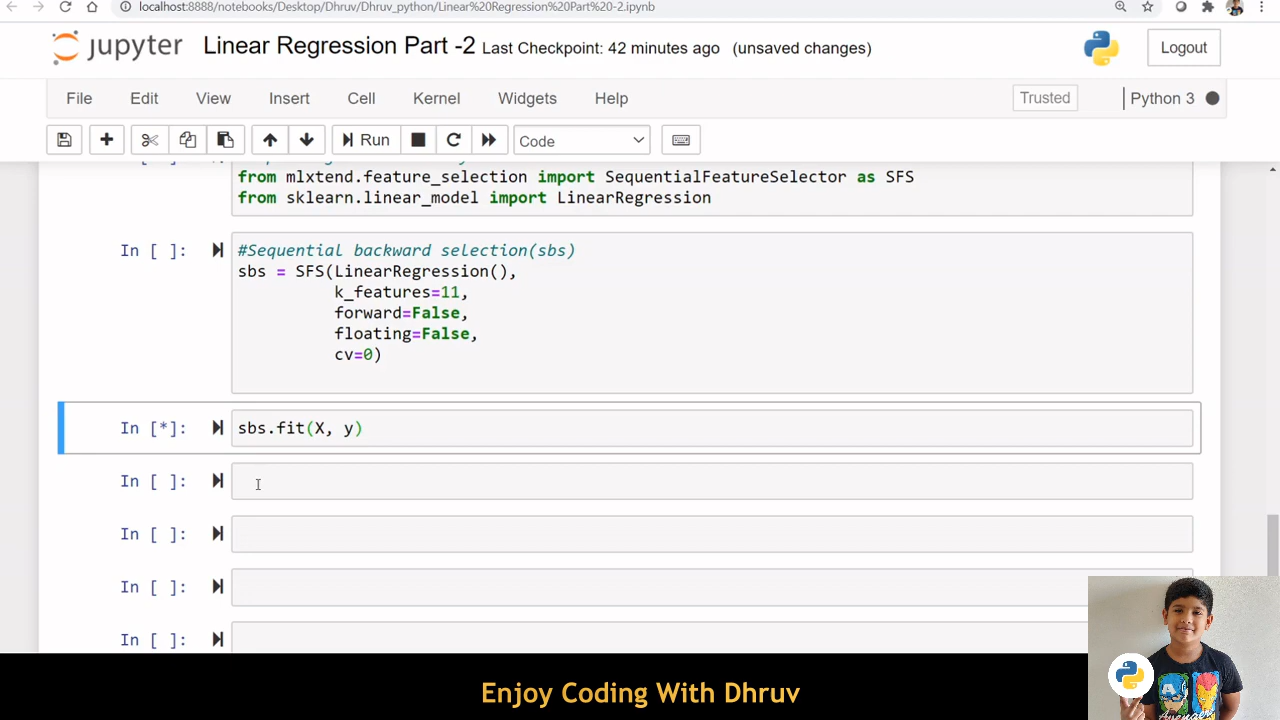 localhost:8888/notebooks/Desktop/Dhruv/Dhruv_python/Linear%20Regression%20Part%20-2.ipynb
jupyter Linear Regression Part -2 Last Checkpoint: 42 minutes ago (unsaved changes) Logout
File Edit View Insert Cell Kernel Widgets Help Trusted Python 3
Run Code
from mlxtend.feature_selection import SequentialFeatureSelector as SFS
from sklearn.linear_model import LinearRegression
In [ ]: #Sequential backward selection(sbs)
sbs = SFS(LinearRegression(),
k_features=11,
forward=False,
floating=False,
cv=0)
In [*]: sbs.fit(X, y)
In [ ]:
In [ ]:
In [ ]:
In [ ]:
Enjoy Coding With Dhruv